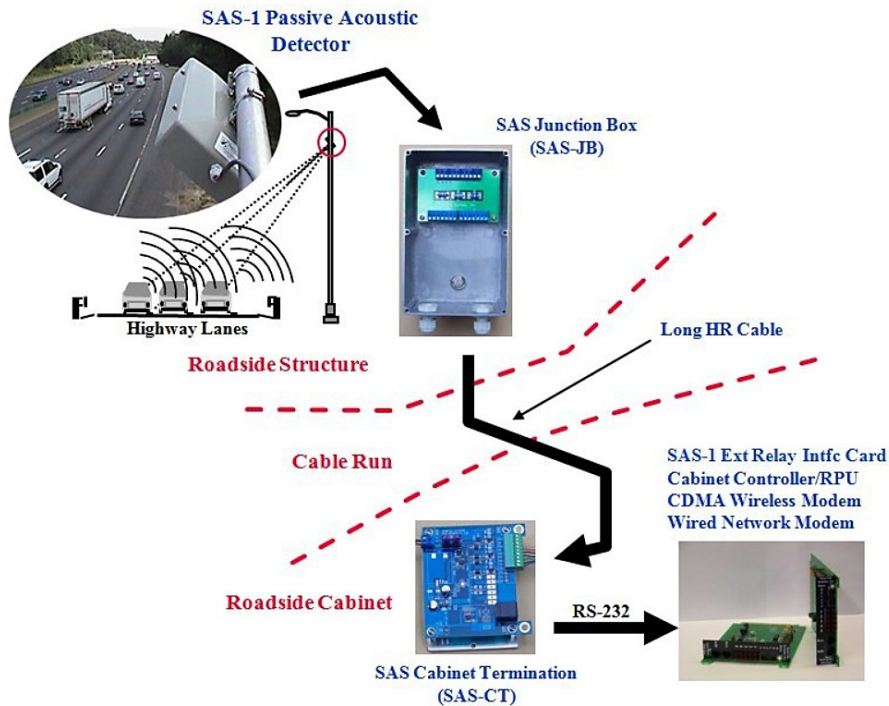 SAS-1 Passive Acoustic
Detector
SAS Junction Box
(SAS-JB)
Highway Lanes
Long HR Cable
Roadside Structure
Cable Run
SAS-1 Ext Relay Intfc Card
Cabinet Controller/RPU
CDMA Wireless Modem
Wired Network Modem
Roadside Cabinet
RS-232
SAS Cabinet Termination
(SAS-CT)